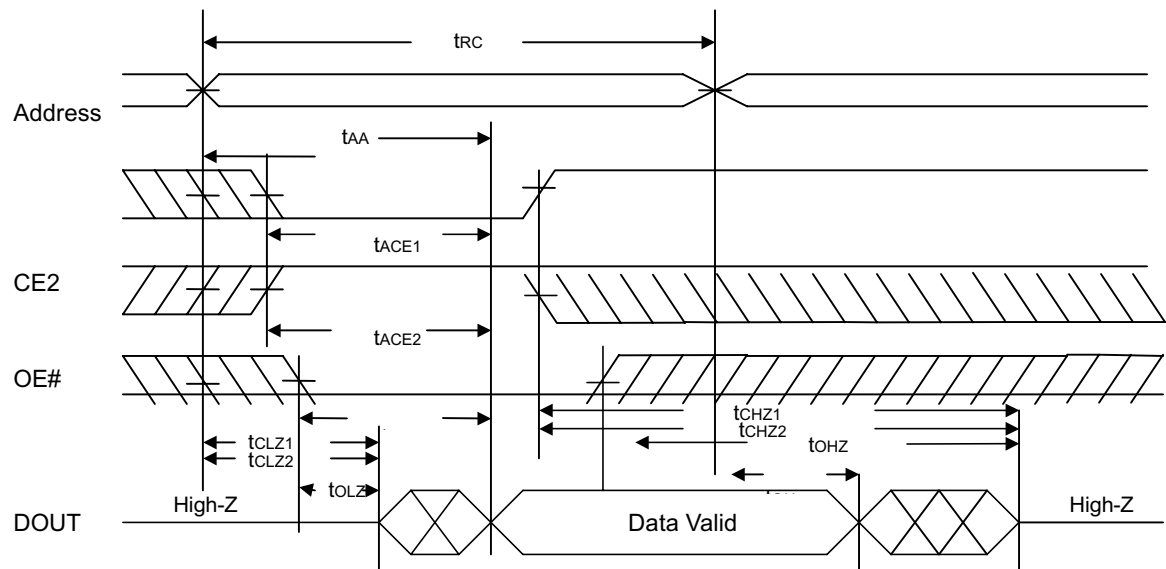 tRC
Address
tAA
tACE1
CE2
tACE2
OE#
tCHZ1
tCLZ1 tCHZ2
tCLZ2 tOHZ
tOLZ
High-Z High-Z
DOUT Data Valid